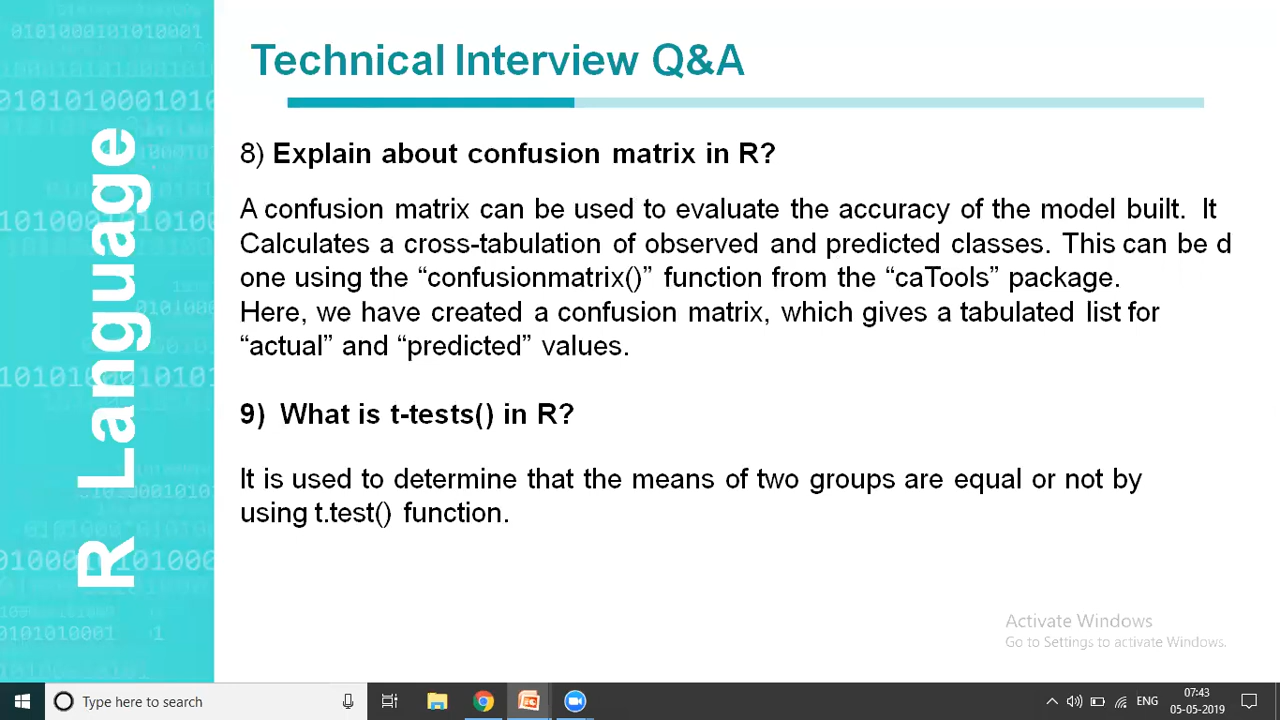 Technical Interview Q&A
R Language
8) Explain about confusion matrix in R?
A confusion matrix can be used to evaluate the accuracy of the model built. It
Calculates a cross-tabulation of observed and predicted classes. This can be d
one using the “confusionmatrix()” function from the “caTools” package.
Here, we have created a confusion matrix, which gives a tabulated list for
“actual” and “predicted” values.
9) What is t-tests() in R?
It is used to determine that the means of two groups are equal or not by
using t.test() function.
Activate Windows
Go to Settings to activate Windows.
Type here to search
ENG
07:43
05-05-2019